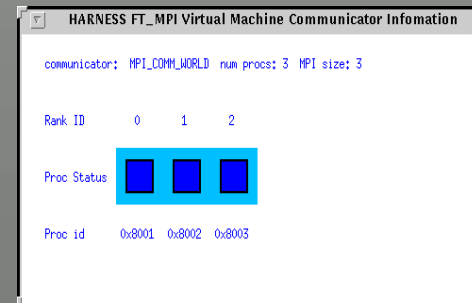 HARNESS FT_MPI Virtual Machine Communicator Infomation
communicator: MPI_COMM_WORLD num procs: 3 MPI size: 3
Rank ID 0 1 2
Proc Status
Proc id 0x8001 0x8002 0x8003